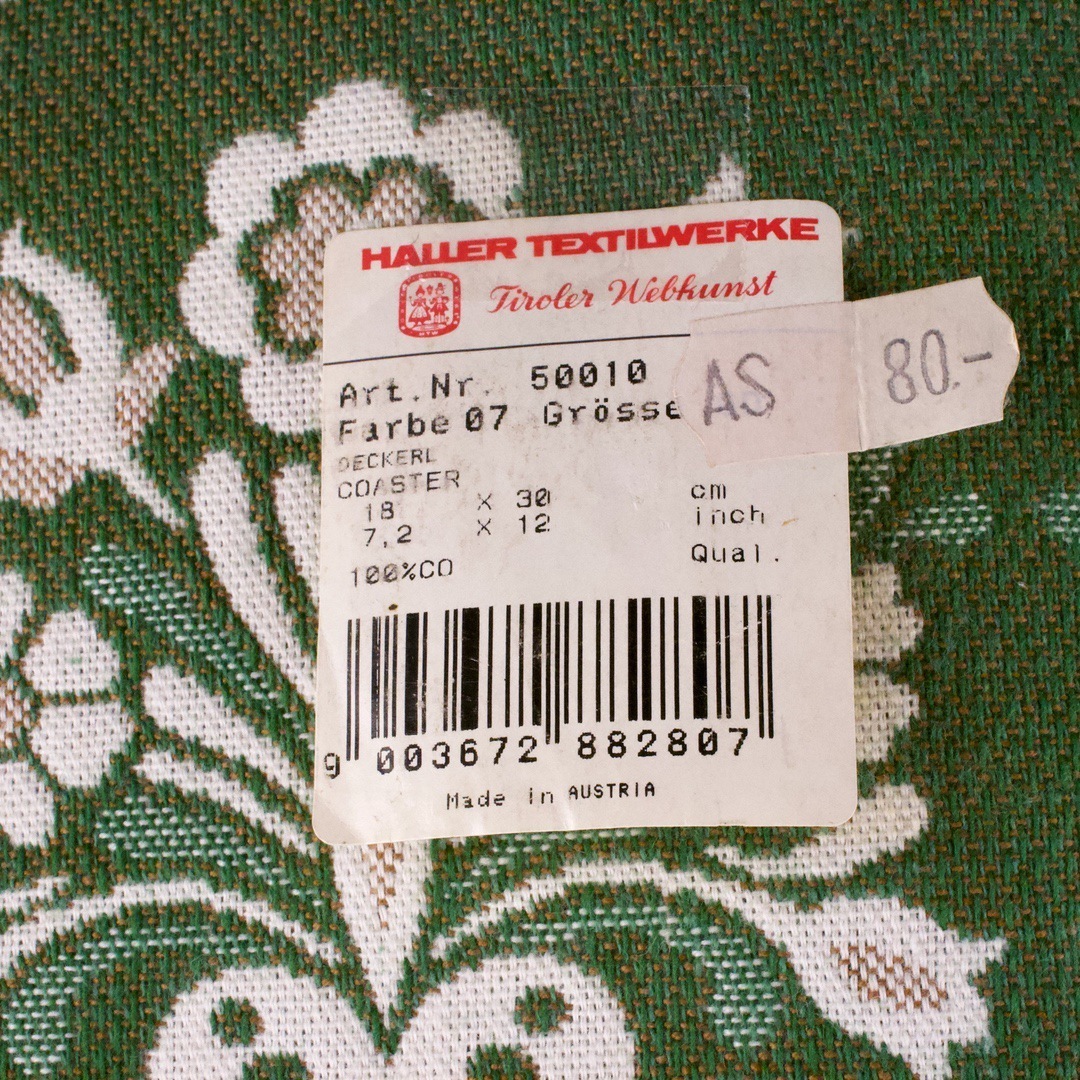 HALLER TEXTILWERKE
Tiroler Webkunst
Art.Nr. 50010
Farbe 07 Grösse
AS 80.-
DECKERL
COASTER
18 x 30 cm
7,2 x 12 inch
100%CO Qual.
9 003672 882807
Made in AUSTRIA